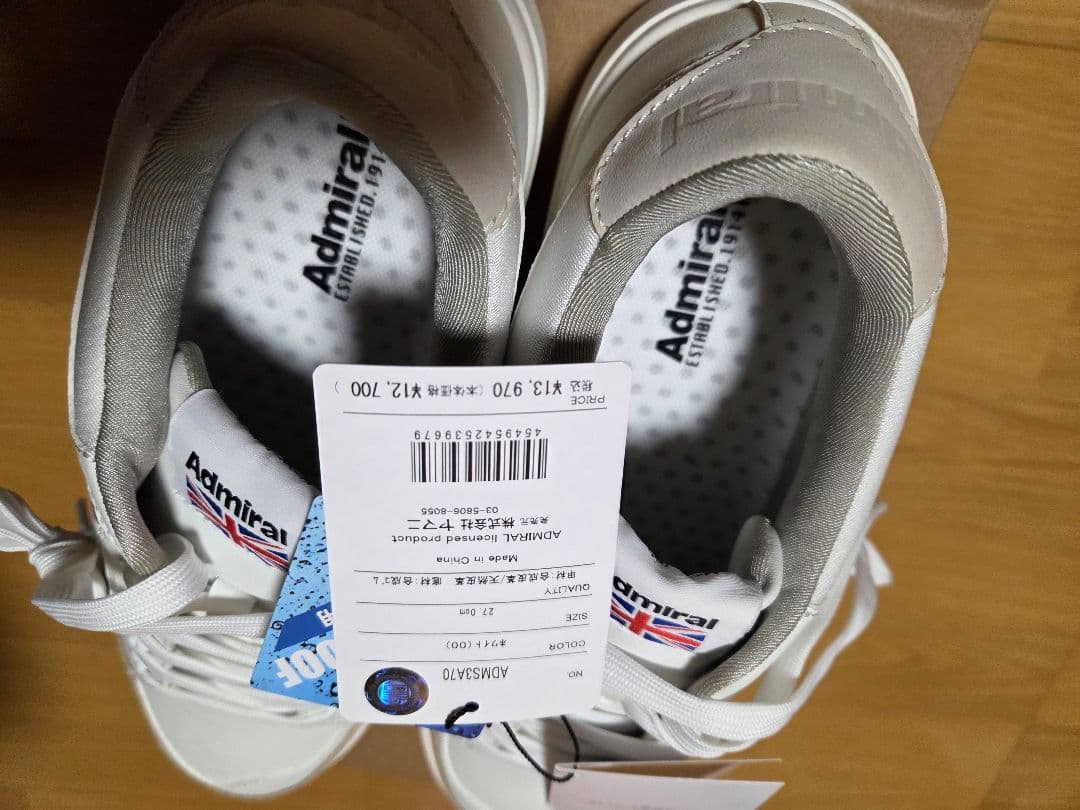 Admiral
ESTABLISHED.1914
Admiral
ESTABLISHED.1914
Admiral
Admiral
NO ADMS3A70
COLOR ホワイト(00)
SIZE 27.0cm
QUALITY
甲材:合成皮革/天然皮革 底材:合成ゴム
Made in China
ADMIRAL licensed product
発売元 株式会社 ヤマニ
03-5806-8055
4549542539679
PRICE
税込 ¥13,970 (本体価格 ¥12,700)